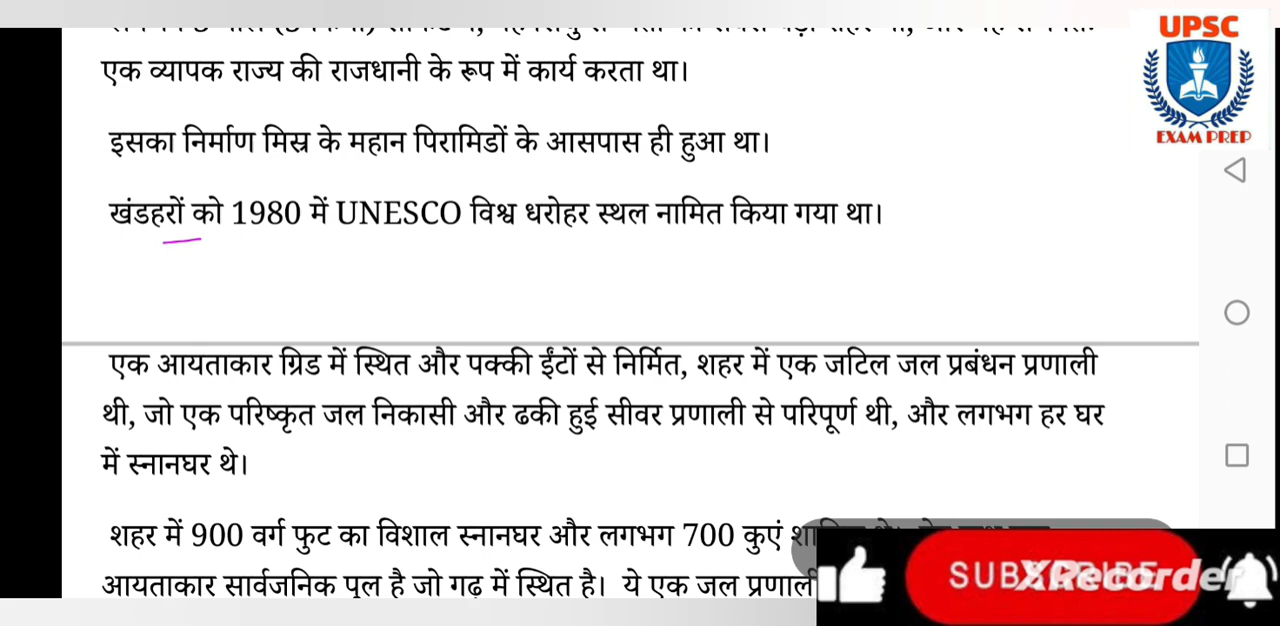 UPSC
EXAM PREP
एक व्यापक राज्य की राजधानी के रूप में कार्य करता था।
इसका निर्माण मिस्र के महान पिरामिडों के आसपास ही हुआ था।
खंडहरों को 1980 में UNESCO विश्व धरोहर स्थल नामित किया गया था।
एक आयताकार ग्रिड में स्थित और पक्की ईंटों से निर्मित, शहर में एक जटिल जल प्रबंधन प्रणाली
थी, जो एक परिष्कृत जल निकासी और ढकी हुई सीवर प्रणाली से परिपूर्ण थी, और लगभग हर घर
में स्नानघर थे।
शहर में 900 वर्ग फुट का विशाल स्नानघर और लगभग 700 कुएं
आयताकार सार्वजनिक पूल है जो गढ़ में स्थित है। ये एक जल प्रणाली
SUBSCRIBE
XRecorder